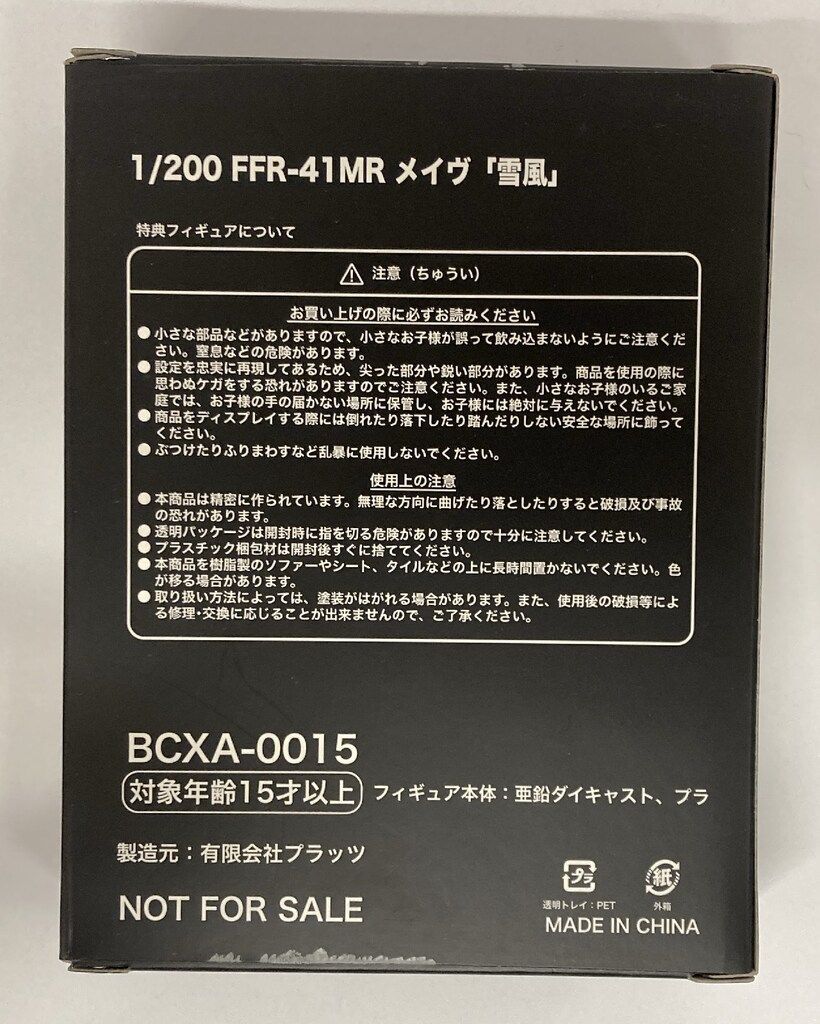 1/200 FFR-41MR メイヴ「雪風」
特典フィギュアについて
⚠ 注意（ちゅうい）
お買い上げの際に必ずお読みください
● 小さな部品などがありますので、小さなお子様が誤って飲み込まないようにご注意くだ
さい。窒息などの危険があります。
● 設定を忠実に再現してあるため、尖った部分や鋭い部分があります。商品を使用の際に
思わぬケガをする恐れがありますのでご注意ください。また、小さなお子様のいるご家
庭では、お子様の手の届かない場所に保管し、お子様には絶対に与えないでください。
● 商品をディスプレイする際には倒れたり落下したり踏んだりしない安全な場所に飾って
ください。
● ぶつけたりふりまわすなど乱暴に使用しないでください。
使用上の注意
● 本商品は精密に作られています。無理な方向に曲げたり落としたりすると破損及び事故
の恐れがあります。
● 透明パッケージは開封時に指を切る危険がありますので十分に注意してください。
● プラスチック梱包材は開封後すぐに捨ててください。
● 本商品を樹脂製のソファーやシート、タイルなどの上に長時間置かないでください。色
が移る場合があります。
● 取り扱い方法によっては、塗装がはがれる場合があります。また、使用後の破損等によ
る修理・交換に応じることが出来ませんので、ご了承ください。
BCXA-0015
対象年齢15才以上 フィギュア本体：亜鉛ダイキャスト、プラ
製造元：有限会社プラッツ
プラ 紙
透明トレイ：PET 外箱
NOT FOR SALE
MADE IN CHINA